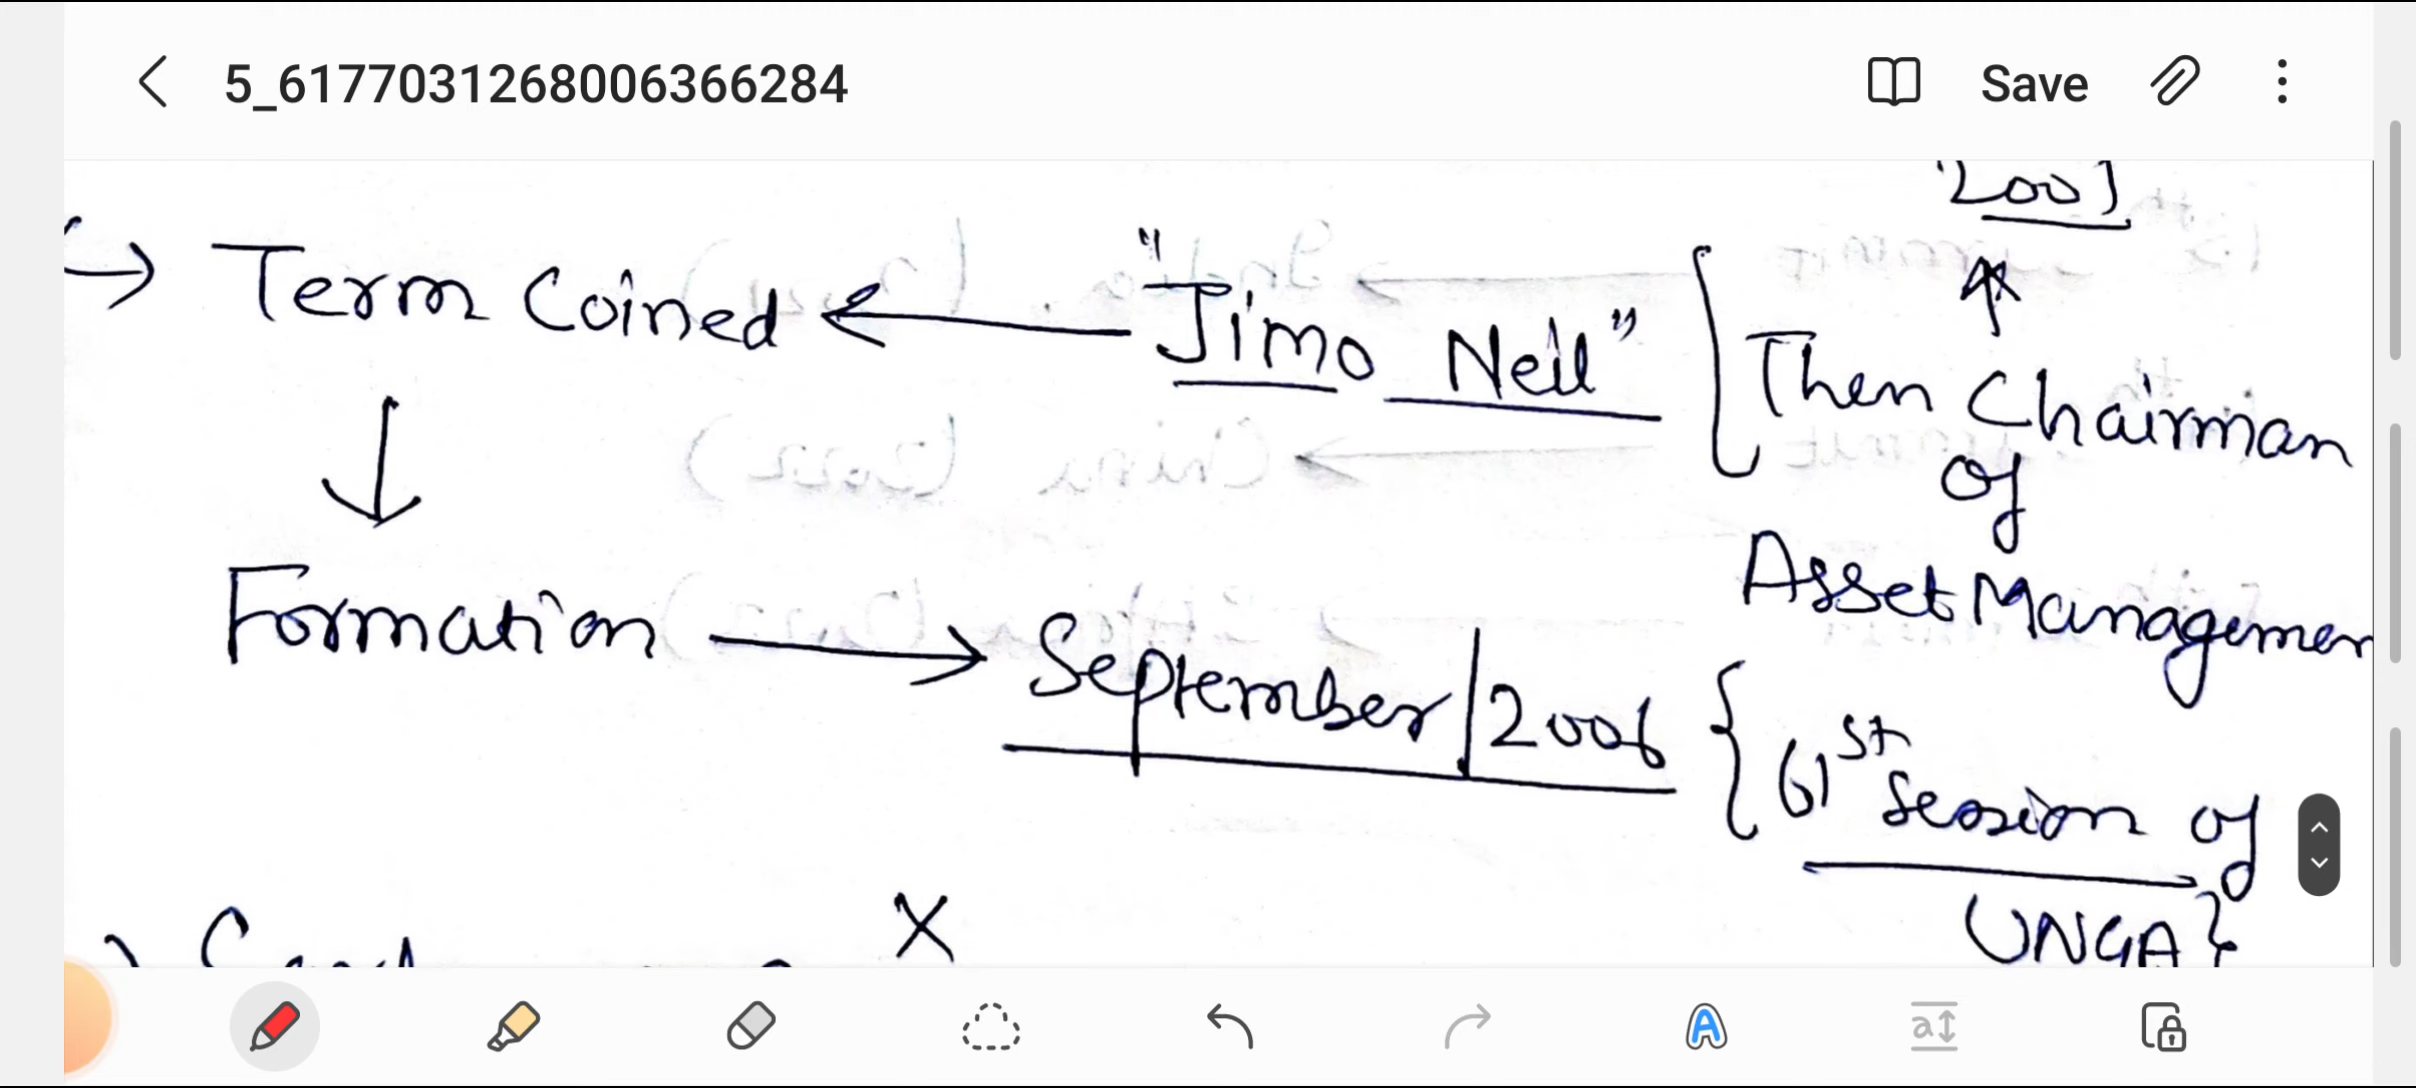 5_6177031268006366284
Save
2001
Term Coined ← "Jimo Neil" [Then Chairman
of
Asset Managemen
Formation → September/2006 {61st Session of
UNGA}
X